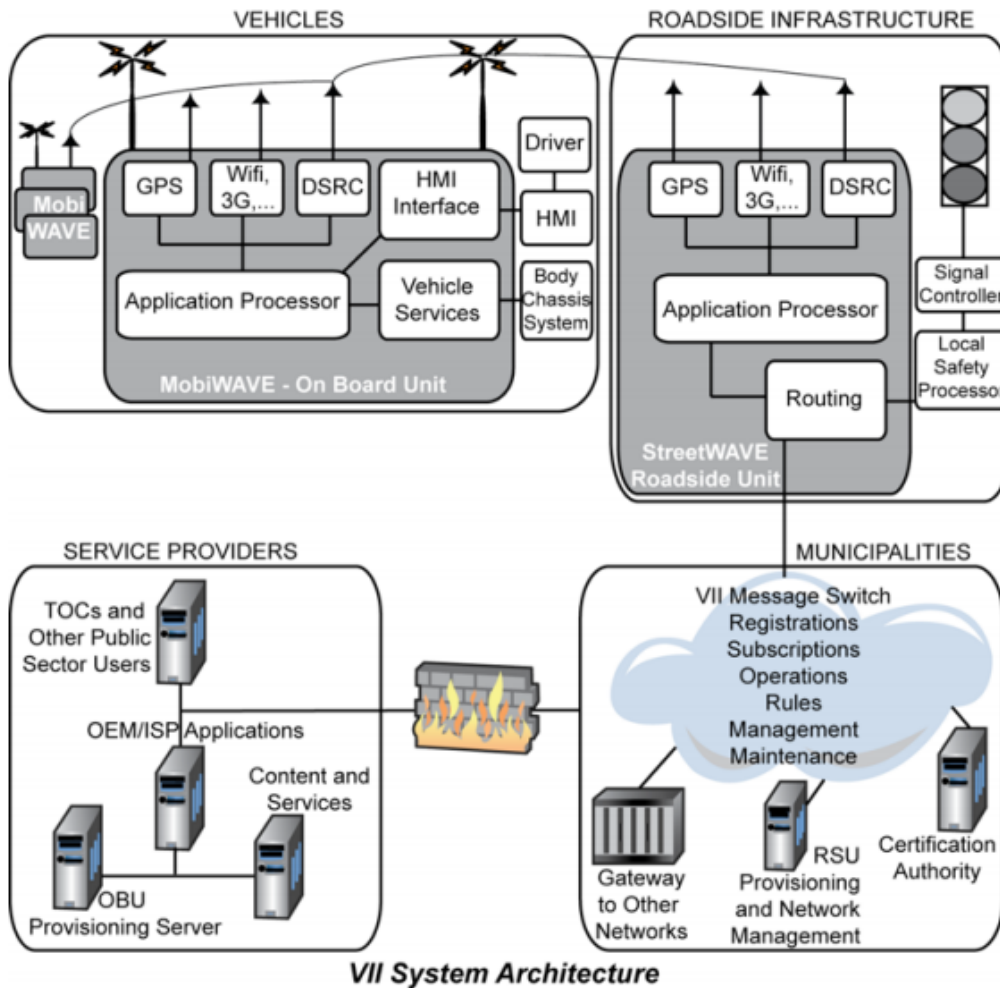 VEHICLES
Mobi
WAVE
GPS
Wifi,
3G,...
DSRC
HMI
Interface
Driver
HMI
Application Processor
Vehicle
Services
Body
Chassis
System
MobiWAVE - On Board Unit
ROADSIDE INFRASTRUCTURE
GPS
Wifi,
3G,...
DSRC
Application Processor
Signal
Controller
Local
Safety
Processor
Routing
StreetWAVE
Roadside Unit
SERVICE PROVIDERS
TOCs and
Other Public
Sector Users
OEM/ISP Applications
Content and
Services
OBU
Provisioning Server
MUNICIPALITIES
VII Message Switch
Registrations
Subscriptions
Operations
Rules
Management
Maintenance
Gateway
to Other
Networks
RSU
Provisioning
and Network
Management
Certification
Authority
VII System Architecture